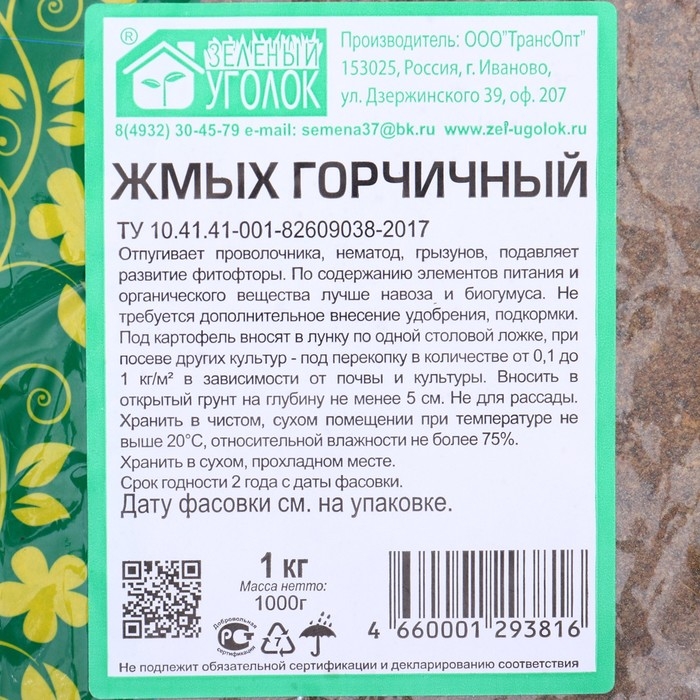 ®
ЗЕЛЕНЫЙ
УГОЛОК
Производитель: ООО"ТрансОпт"
153025, Россия, г. Иваново,
ул. Дзержинского 39, оф. 207
8(4932) 30-45-79 e-mail: semena37@bk.ru www.zel-ugolok.ru
ЖМЫХ ГОРЧИЧНЫЙ
ТУ 10.41.41-001-82609038-2017
Отпугивает проволочника, нематод, грызунов, подавляет
развитие фитофторы. По содержанию элементов питания и
органического вещества лучше навоза и биогумуса. Не
требуется дополнительное внесение удобрения, подкормки.
Под картофель вносят в лунку по одной столовой ложке, при
посеве других культур - под перекопку в количестве от 0,1 до
1 кг/м² в зависимости от почвы и культуры. Вносить в
открытый грунт на глубину не менее 5 см. Не для рассады.
Хранить в чистом, сухом помещении при температуре не
выше 20°С, относительной влажности не более 75%.
Хранить в сухом, прохладном месте.
Срок годности 2 года с даты фасовки.
Дату фасовки см. на упаковке.
1 кг
Масса нетто:
1000г
Добровольная
сертификация
7
4 660001 293816
Не подлежит обязательной сертификации и декларированию соответствия